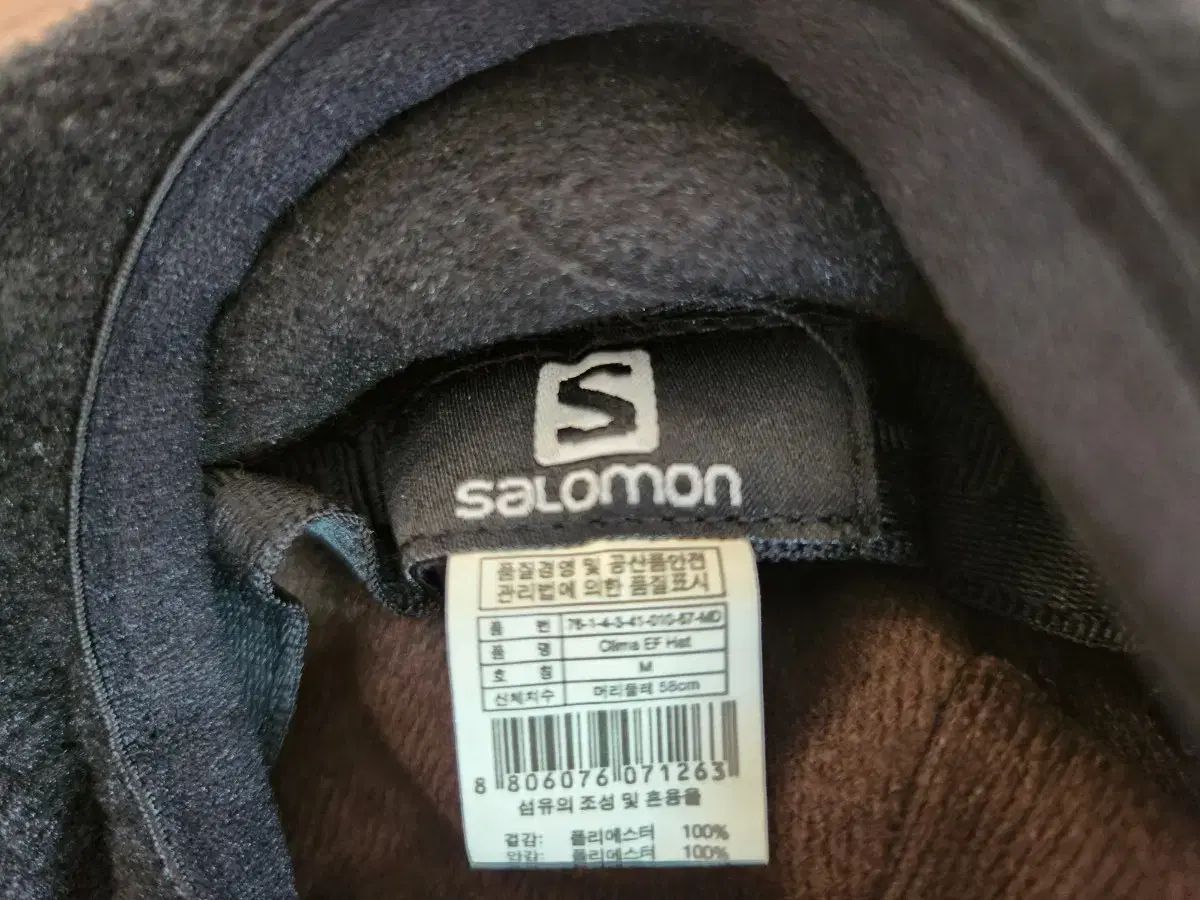 S
SALOMON
품질경영 및 공산품안전
관리법에 의한 품질표시
품 번 76-1-4-3-41-010-57-MD
품 명 Clima EF Hat
호 칭 M
신체치수 머리둘레 58cm
8 806076 071263
섬유의 조성 및 혼용율
겉감: 폴리에스터 100%
안감: 폴리에스터 100%